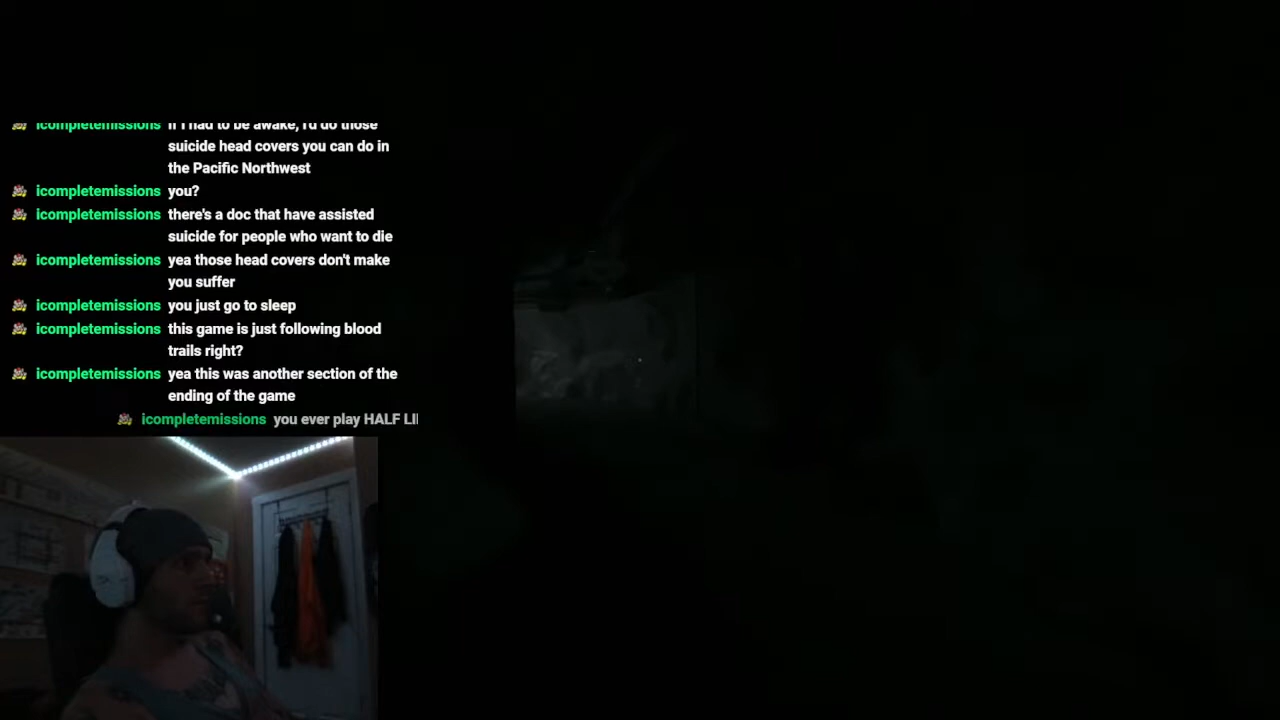 icompletemissions If I had to be awake, I'd do those
suicide head covers you can do in
the Pacific Northwest
icompletemissions you?
icompletemissions there's a doc that have assisted
suicide for people who want to die
icompletemissions yea those head covers don't make
you suffer
icompletemissions you just go to sleep
icompletemissions this game is just following blood
trails right?
icompletemissions yea this was another section of the
ending of the game
icompletemissions you ever play HALF